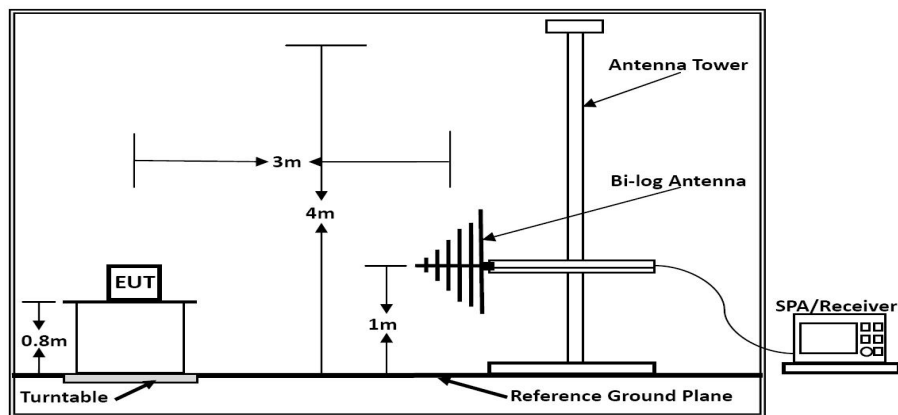 Antenna Tower
3m
Bi-log Antenna
4m
EUT
SPA/Receiver
1m
0.8m
Turntable
Reference Ground Plane